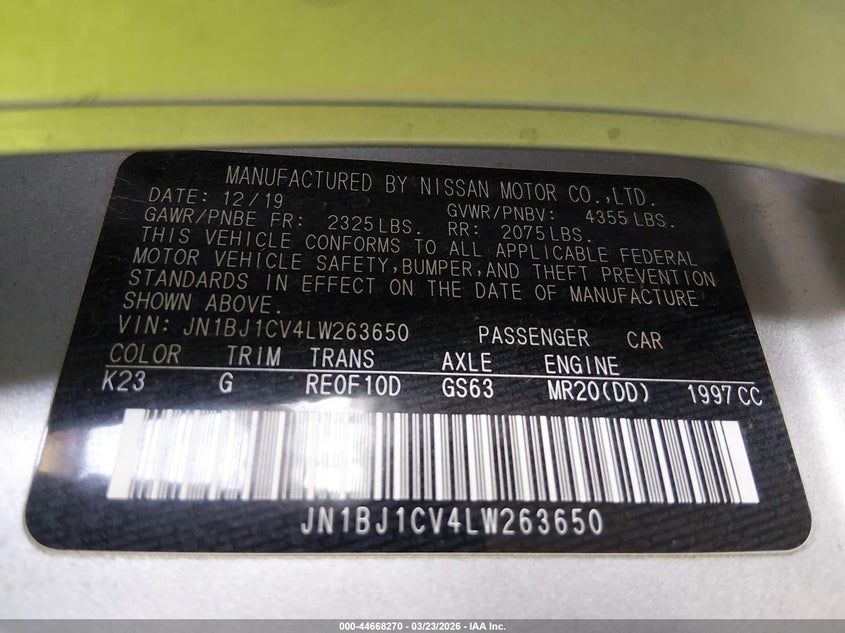 MANUFACTURED BY NISSAN MOTOR CO.,LTD.
DATE: 12/19 GVWR/PNBV: 4355 LBS.
GAWR/PNBE FR: 2325 LBS. RR: 2075 LBS.
THIS VEHICLE CONFORMS TO ALL APPLICABLE FEDERAL
MOTOR VEHICLE SAFETY,BUMPER,AND THEFT PREVENTION
STANDARDS IN EFFECT ON THE DATE OF MANUFACTURE
SHOWN ABOVE.
VIN: JN1BJ1CV4LW263650 PASSENGER CAR
COLOR TRIM TRANS AXLE ENGINE
K23 G RE0F10D GS63 MR20(DD) 1997 CC
JN1BJ1CV4LW263650
000-44668270 | 03/23/2026 - IAA Inc.